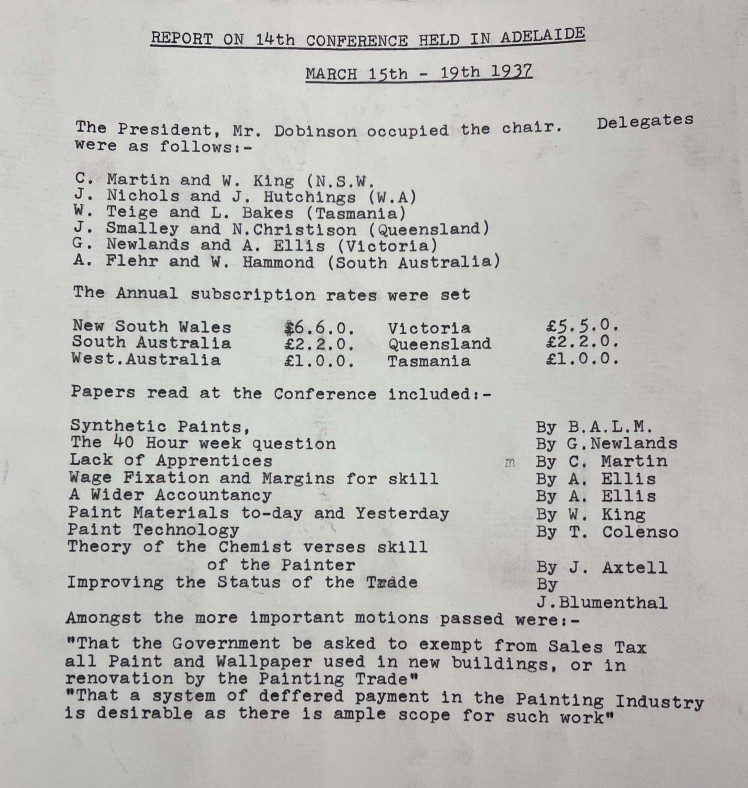 REPORT ON 14th CONFERENCE HELD IN ADELAIDE
MARCH 15th - 19th 1937
The President, Mr. Dobinson occupied the chair. Delegates
were as follows:-
C. Martin and W. King (N.S.W.
J. Nichols and J. Hutchings (W.A)
W. Teige and L. Bakes (Tasmania)
J. Smalley and N.Christison (Queensland)
G. Newlands and A. Ellis (Victoria)
A. Flehr and W. Hammond (South Australia)
The Annual subscription rates were set
New South Wales £6.6.0. Victoria £5.5.0.
South Australia £2.2.0. Queensland £2.2.0.
West.Australia £1.0.0. Tasmania £1.0.0.
Papers read at the Conference included:-
Synthetic Paints, By B.A.L.M.
The 40 Hour week question By G.Newlands
Lack of Apprentices m By C. Martin
Wage Fixation and Margins for skill By A. Ellis
A Wider Accountancy By A. Ellis
Paint Materials to-day and Yesterday By W. King
Paint Technology By T. Colenso
Theory of the Chemist verses skill
of the Painter By J. Axtell
Improving the Status of the Trade By
J.Blumenthal
Amongst the more important motions passed were:-
"That the Government be asked to exempt from Sales Tax
all Paint and Wallpaper used in new buildings, or in
renovation by the Painting Trade"
"That a system of deffered payment in the Painting Industry
is desirable as there is ample scope for such work"